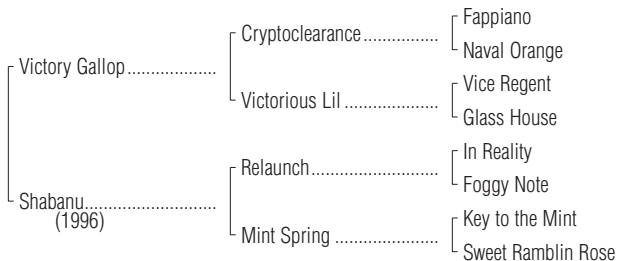 Fappiano
Cryptoclearance
Naval Orange
Victory Gallop
Vice Regent
Victorious Lil
Glass House
In Reality
Relaunch
Foggy Note
Shabanu
(1996)
Key to the Mint
Mint Spring
Sweet Ramblin Rose